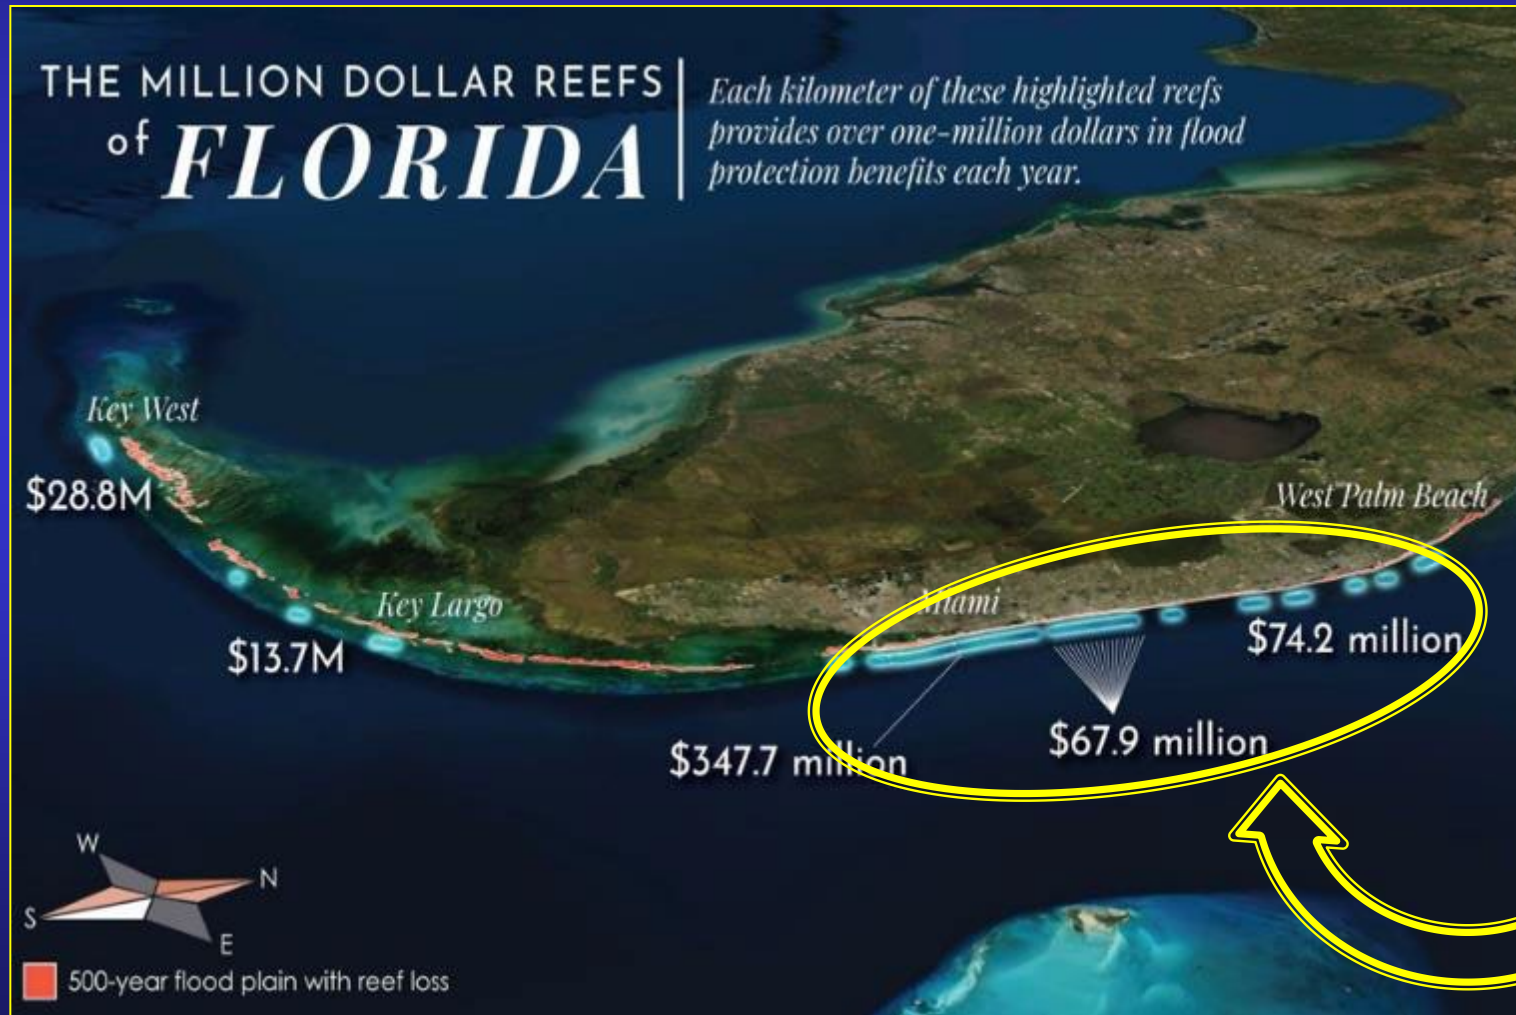 THE MILLION DOLLAR REEFS
of FLORIDA
Each kilometer of these highlighted reefs
provides over one-million dollars in flood
protection benefits each year.
Key West
$28.8M
West Palm Beach
Key Largo
Miami
$13.7M
$74.2 million
$347.7 million
$67.9 million
W
N
S
E
500-year flood plain with reef loss